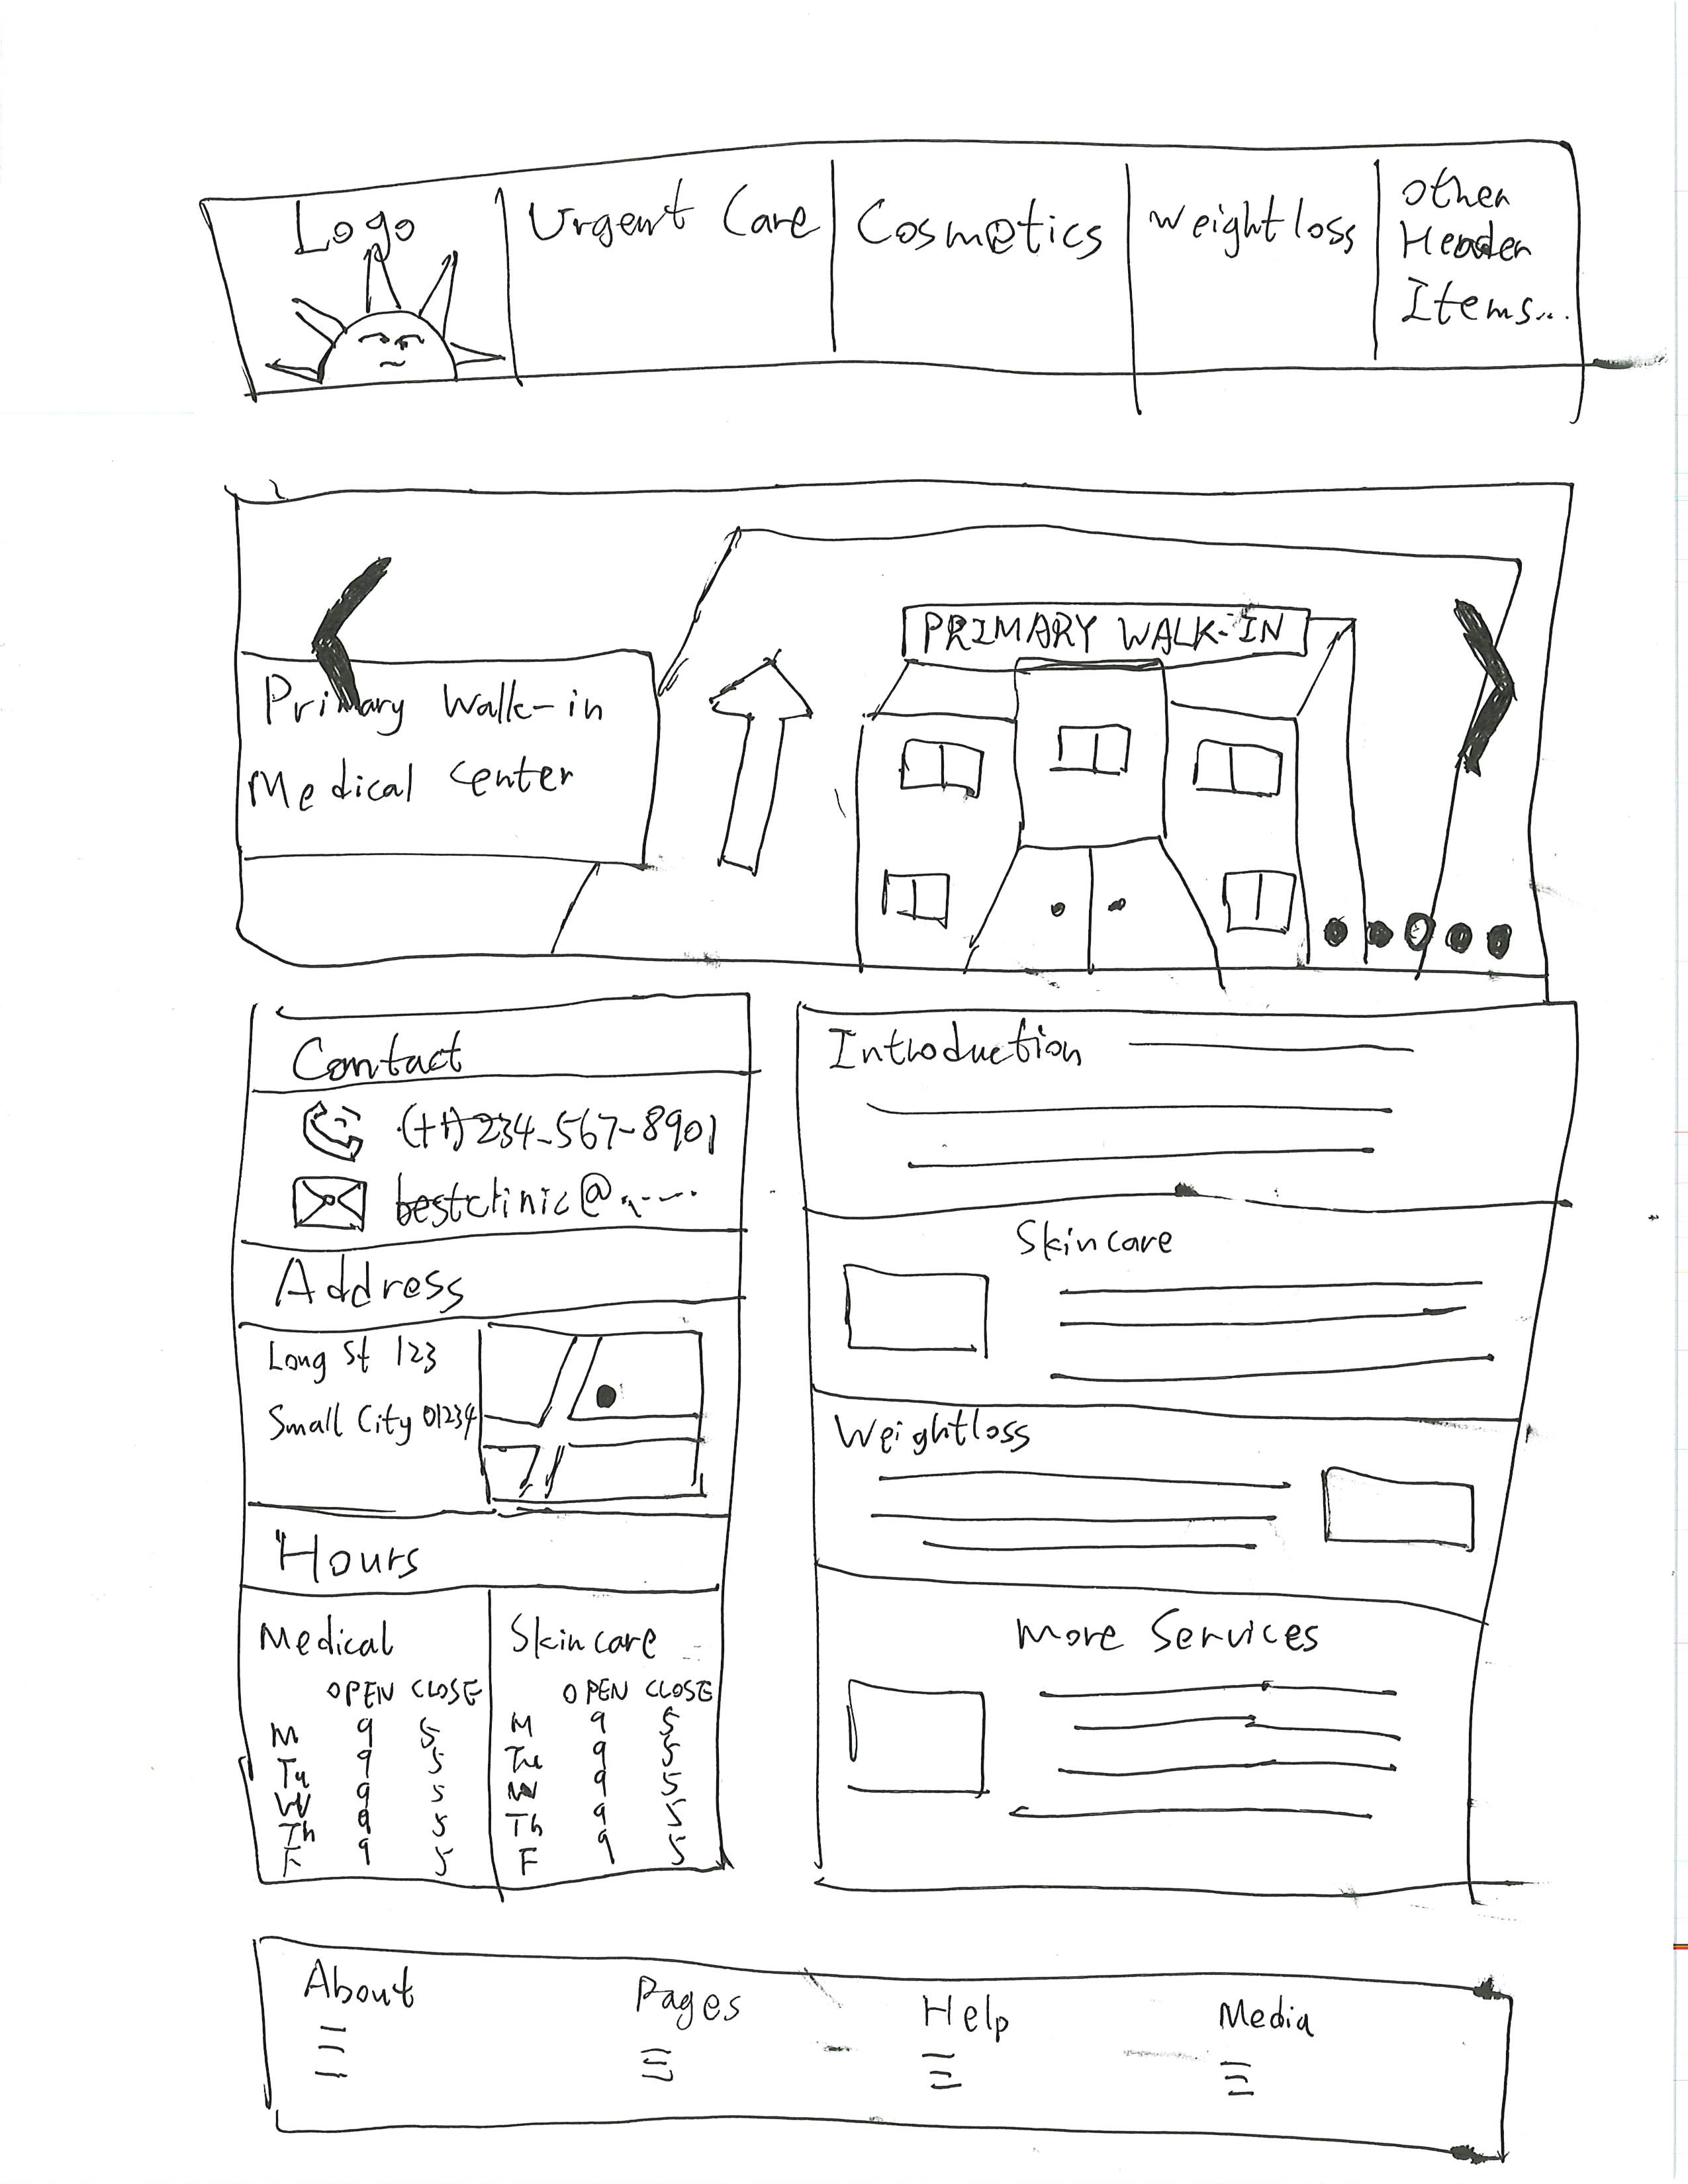 Logo
Urgent Care
Cosmetics
Weightloss
Other
Header
Items...
PRIMARY WALK-IN
Primary Walk-in
Medical Center
Contact
(+1)234-567-8901
bestclinic@......
Address
Long St 123
Small City 01234
Hours
Medical
OPEN CLOSE
M 9 5
Tu 9 5
W 9 5
Th 9 5
F 9 5
Skincare
OPEN CLOSE
M 9 5
Tu 9 5
W 9 5
Th 9 5
F 9 5
Introduction
Skincare
Weightloss
More Services
About
Pages
Help
Media